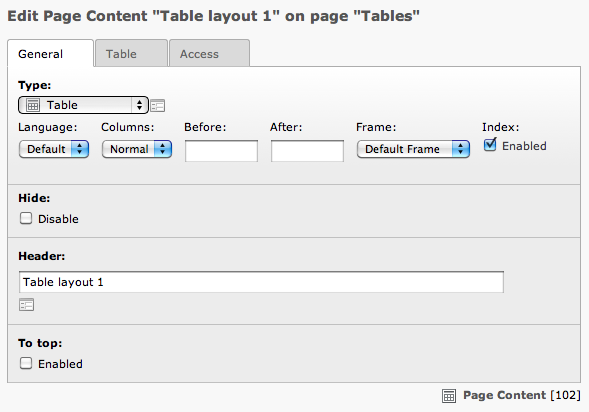 Edit Page Content "Table layout 1" on page "Tables"
General Table Access
Type:
Table
Language: Columns: Before: After: Frame: Index:
Default Normal Default Frame Enabled
Hide:
Disable
Header:
Table layout 1
To top:
Enabled
Page Content [102]